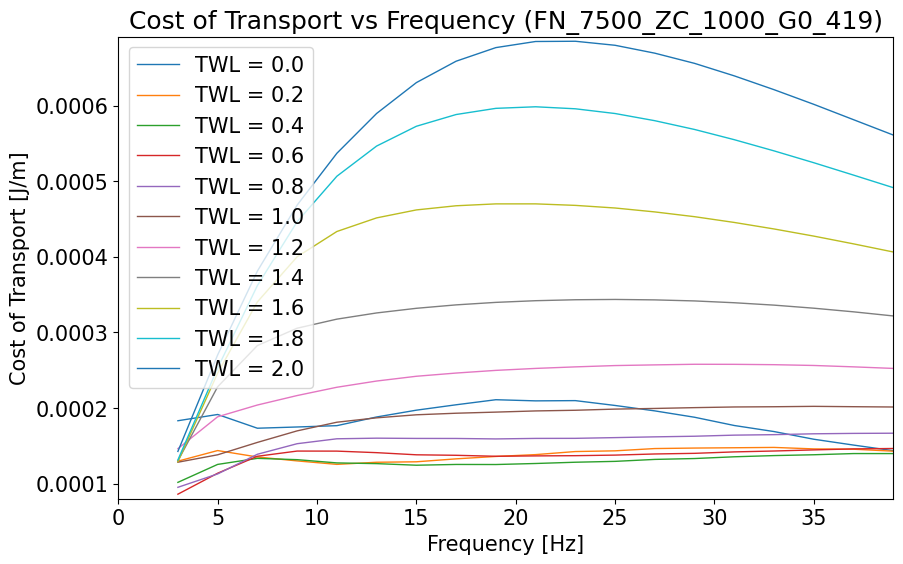 Cost of Transport vs Frequency (FN_7500_ZC_1000_G0_419)
Cost of Transport [J/m]
0.0006
0.0005
0.0004
0.0003
0.0002
0.0001
TWL = 0.0
TWL = 0.2
TWL = 0.4
TWL = 0.6
TWL = 0.8
TWL = 1.0
TWL = 1.2
TWL = 1.4
TWL = 1.6
TWL = 1.8
TWL = 2.0
0 5 10 15 20 25 30 35
Frequency [Hz]